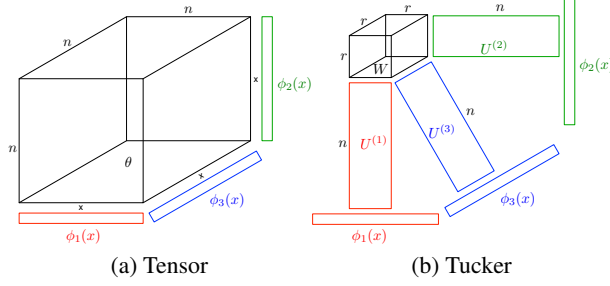 n
n
n
θ
x
x
x
ϕ₁(x)
ϕ₂(x)
ϕ₃(x)
(a) Tensor
r
r
r
W
n
U⁽²⁾
ϕ₂(x
n
U⁽¹⁾
n
U⁽³⁾
ϕ₃(x)
ϕ₁(x)
(b) Tucker